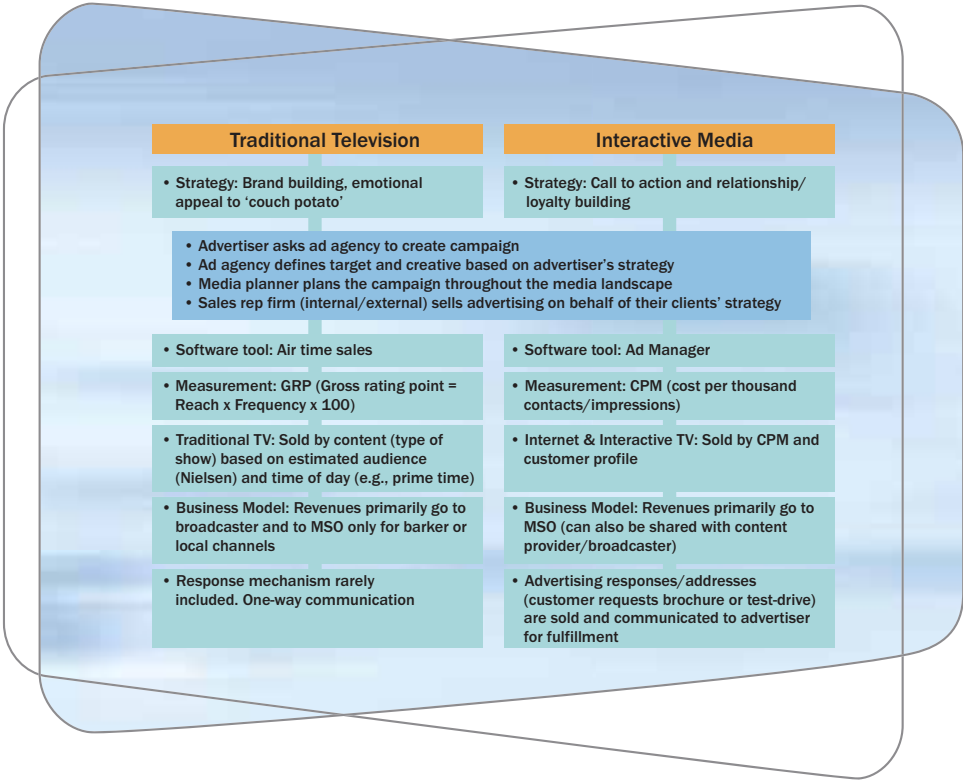 Traditional Television
Interactive Media
• Strategy: Brand building, emotional
appeal to ‘couch potato’
• Strategy: Call to action and relationship/
loyalty building
• Advertiser asks ad agency to create campaign
• Ad agency defines target and creative based on advertiser’s strategy
• Media planner plans the campaign throughout the media landscape
• Sales rep firm (internal/external) sells advertising on behalf of their clients’ strategy
• Software tool: Air time sales
• Software tool: Ad Manager
• Measurement: GRP (Gross rating point =
Reach x Frequency x 100)
• Measurement: CPM (cost per thousand
contacts/impressions)
• Traditional TV: Sold by content (type of
show) based on estimated audience
(Nielsen) and time of day (e.g., prime time)
• Internet & Interactive TV: Sold by CPM and
customer profile
• Business Model: Revenues primarily go to
broadcaster and to MSO only for barker or
local channels
• Business Model: Revenues primarily go to
MSO (can also be shared with content
provider/broadcaster)
• Response mechanism rarely
included. One-way communication
• Advertising responses/addresses
(customer requests brochure or test-drive)
are sold and communicated to advertiser
for fulfillment